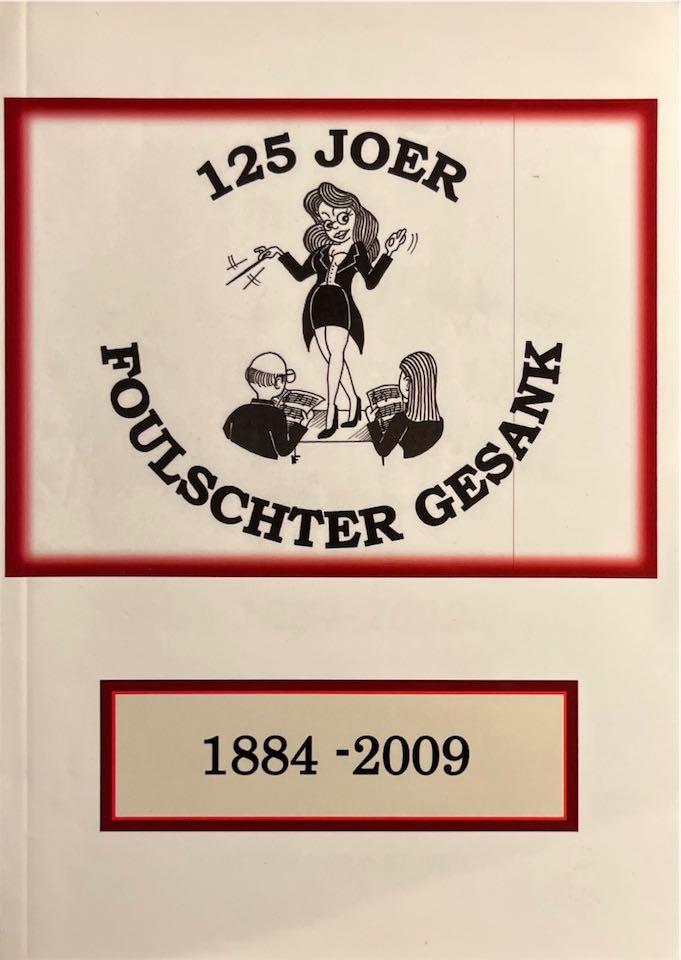 125 JOER
FOULSCHTER GESANK
1884 -2009